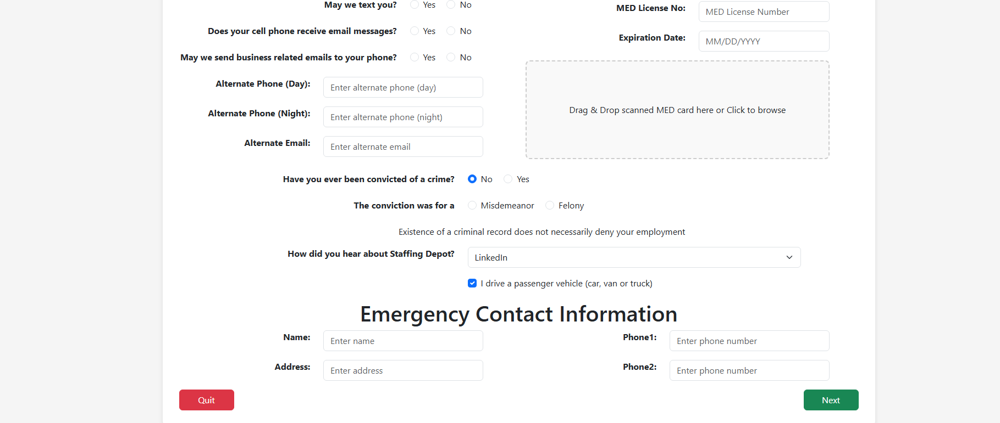 May we text you? Yes No
MED License No: MED License Number
Does your cell phone receive email messages? Yes No
Expiration Date: MM/DD/YYYY
May we send business related emails to your phone? Yes No
Alternate Phone (Day): Enter alternate phone (day)
Drag & Drop scanned MED card here or Click to browse
Alternate Phone (Night): Enter alternate phone (night)
Alternate Email: Enter alternate email
Have you ever been convicted of a crime? No Yes
The conviction was for a Misdemeanor Felony
Existence of a criminal record does not necessarily deny your employment
How did you hear about Staffing Depot? LinkedIn
I drive a passenger vehicle (car, van or truck)
Emergency Contact Information
Name: Enter name Phone1: Enter phone number
Address: Enter address Phone2: Enter phone number
Quit Next